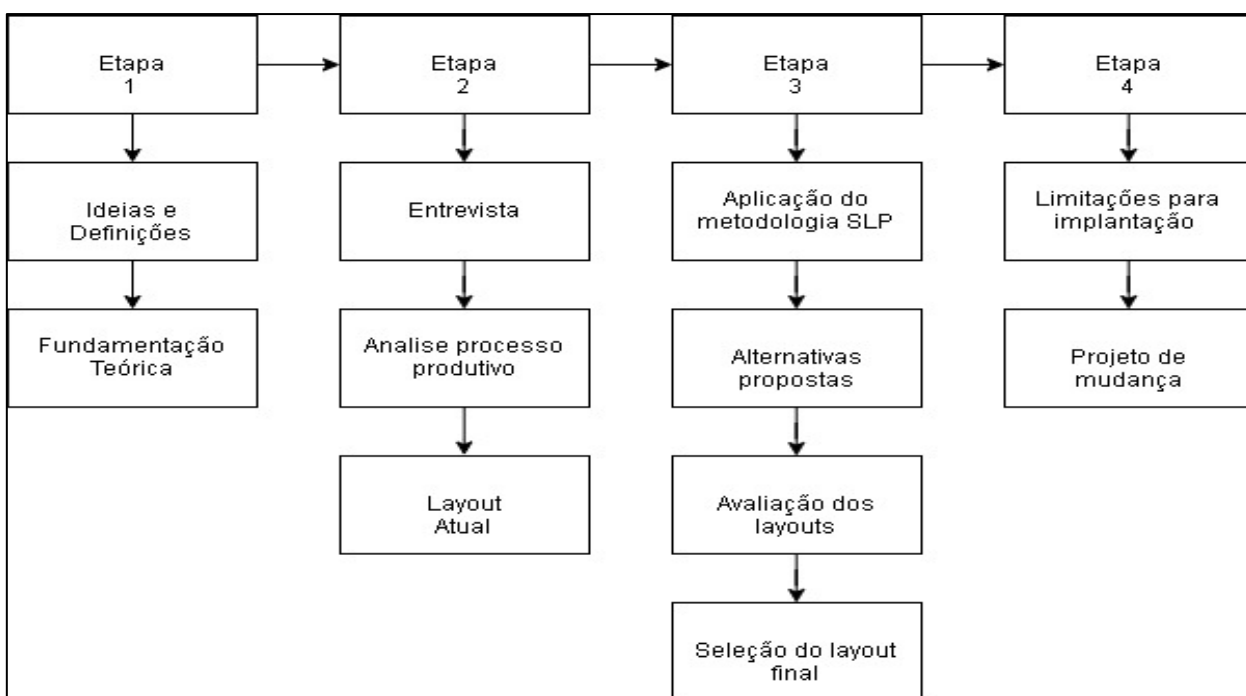 Etapa
1
Etapa
2
Etapa
3
Etapa
4
Ideias e
Definições
Entrevista
Aplicação do
metodologia SLP
Limitações para
implantação
Fundamentação
Teórica
Analise processo
produtivo
Alternativas
propostas
Projeto de
mudança
Layout
Atual
Avaliação dos
layouts
Seleção do layout
final